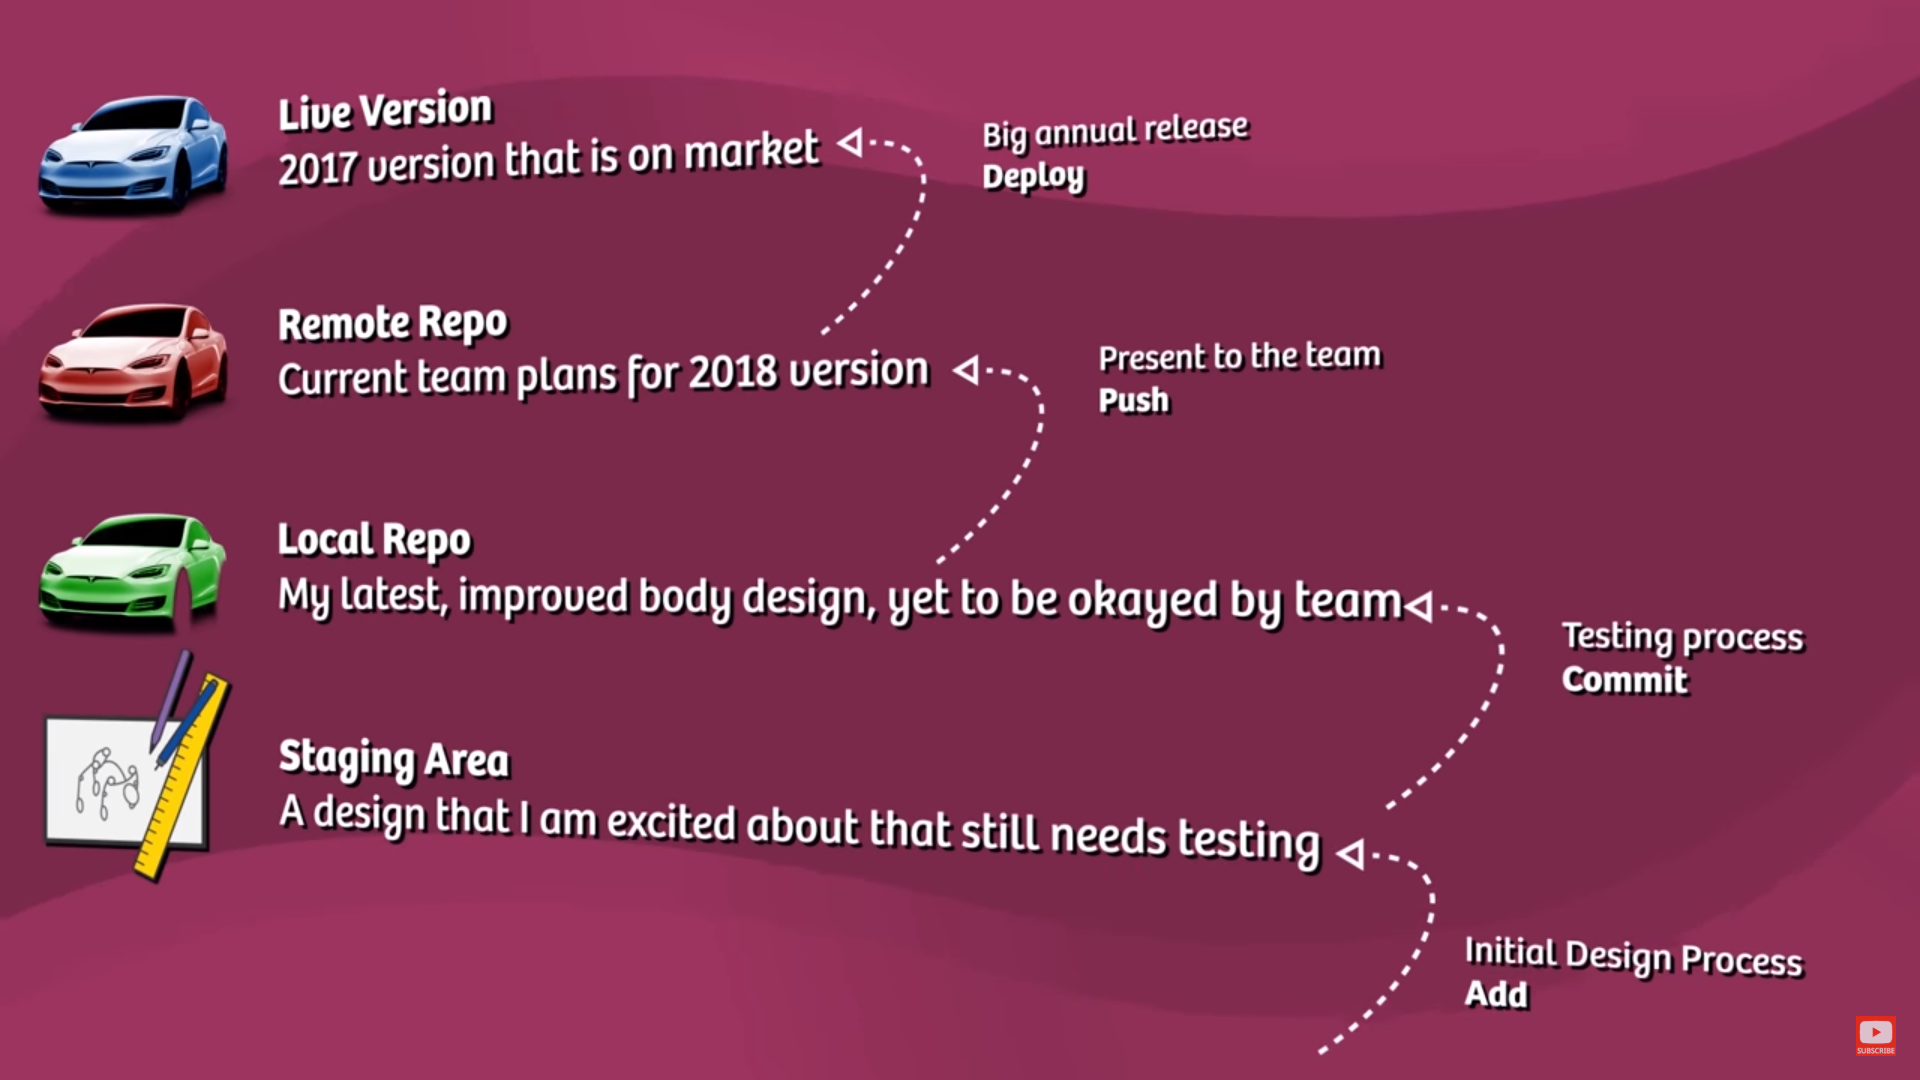 Live Version
2017 version that is on market
Big annual release
Deploy
Remote Repo
Current team plans for 2018 version
Present to the team
Push
Local Repo
My latest, improved body design, yet to be okayed by team
Testing process
Commit
Staging Area
A design that I am excited about that still needs testing
Initial Design Process
Add
SUBSCRIBE